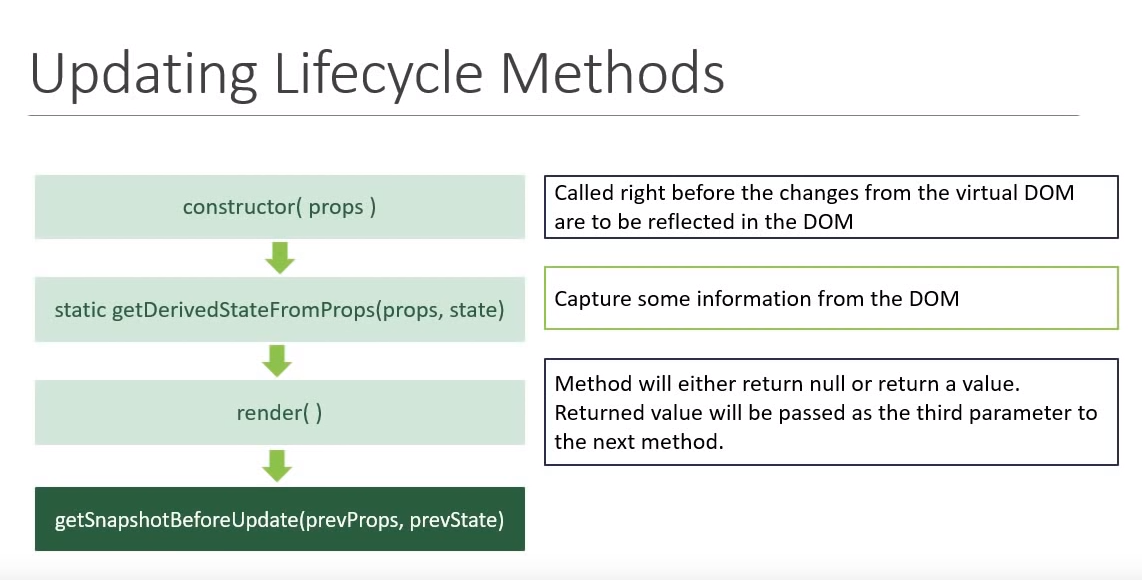 Updating Lifecycle Methods
constructor( props )
static getDerivedStateFromProps(props, state)
render( )
getSnapshotBeforeUpdate(prevProps, prevState)
Called right before the changes from the virtual DOM
are to be reflected in the DOM
Capture some information from the DOM
Method will either return null or return a value.
Returned value will be passed as the third parameter to
the next method.